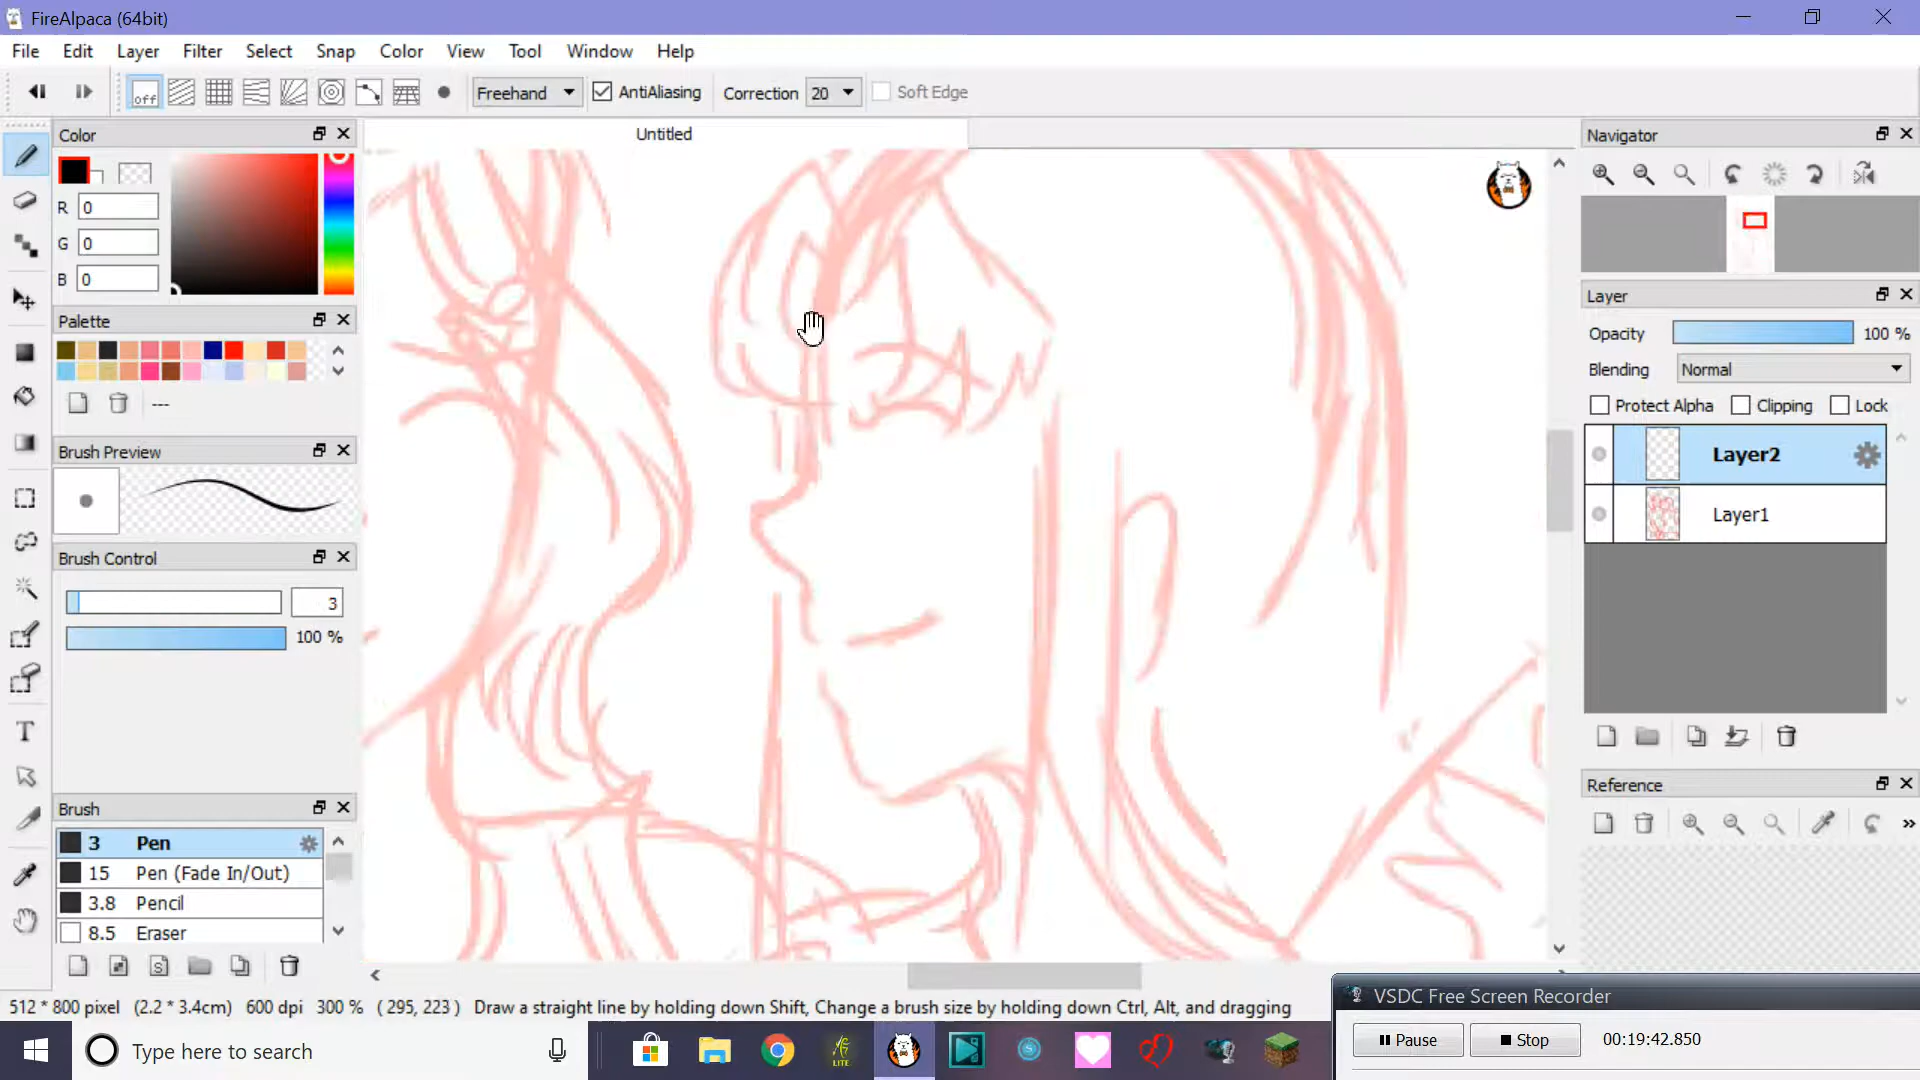 FireAlpaca (64bit)
File Edit Layer Filter Select Snap Color View Tool Window Help
off Freehand AntiAliasing Correction 20 Soft Edge
Color
R 0
G 0
B 0
Palette
---
Brush Preview
Brush Control
3
100 %
Brush
3 Pen
15 Pen (Fade In/Out)
3.8 Pencil
8.5 Eraser
Untitled
Navigator
Layer
Opacity 100 %
Blending Normal
Protect Alpha Clipping Lock
Layer2
Layer1
Reference
»
512 * 800 pixel (2.2 * 3.4cm) 600 dpi 300 % ( 295, 223 ) Draw a straight line by holding down Shift, Change a brush size by holding down Ctrl, Alt, and dragging
VSDC Free Screen Recorder
Pause Stop 00:19:42.850
Type here to search
LITE